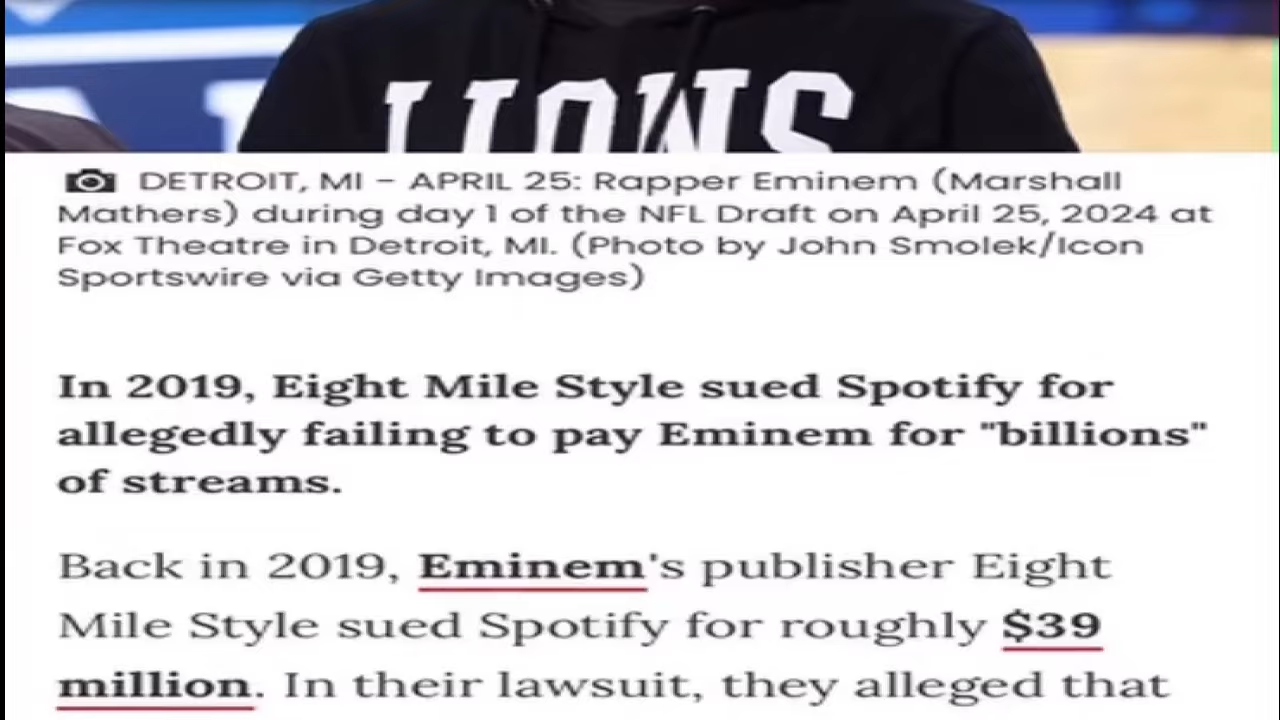 LIONS
DETROIT, MI - APRIL 25: Rapper Eminem (Marshall
Mathers) during day 1 of the NFL Draft on April 25, 2024 at
Fox Theatre in Detroit, MI. (Photo by John Smolek/Icon
Sportswire via Getty Images)
In 2019, Eight Mile Style sued Spotify for
allegedly failing to pay Eminem for "billions"
of streams.
Back in 2019, Eminem's publisher Eight
Mile Style sued Spotify for roughly $39
million. In their lawsuit, they alleged that